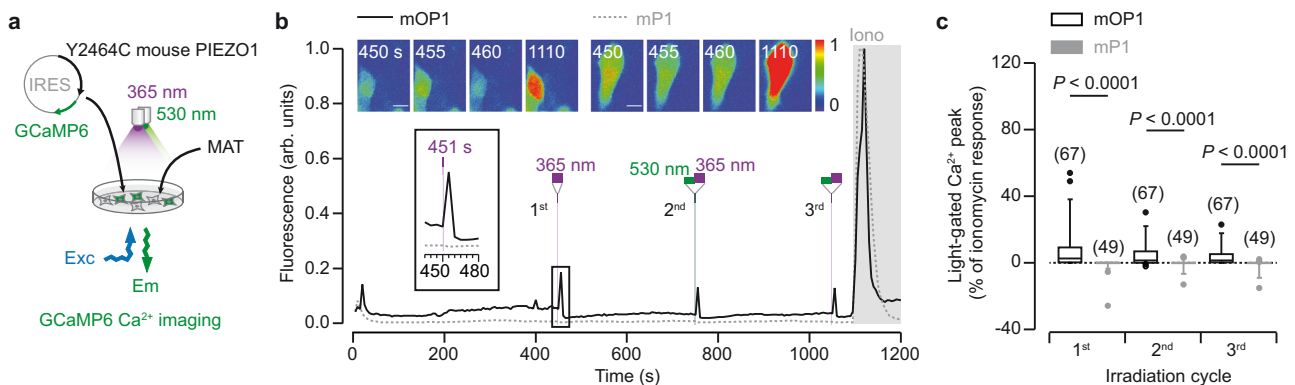 a
Y2464C mouse PIEZO1
IRES
GCaMP6
365 nm
530 nm
MAT
Exc
Em
GCaMP6 Ca²⁺ imaging
b
mOP1
mP1
Iono
450 s
455
460
1110
450
455
460
1110
1
0
Fluorescence (arb. units)
1.0
0.8
0.6
0.4
0.2
0.0
451 s
450
480
365 nm
1ˢᵗ
530 nm
365 nm
2ⁿᵈ
3ʳᵈ
0
200
400
600
800
1000
1200
Time (s)
c
mOP1
mP1
Light-gated Ca²⁺ peak
(% of ionomycin response)
120
80
40
0
-40
P < 0.0001
P < 0.0001
P < 0.0001
(67)
(49)
(67)
(49)
(67)
(49)
1ˢᵗ
2ⁿᵈ
3ʳᵈ
Irradiation cycle